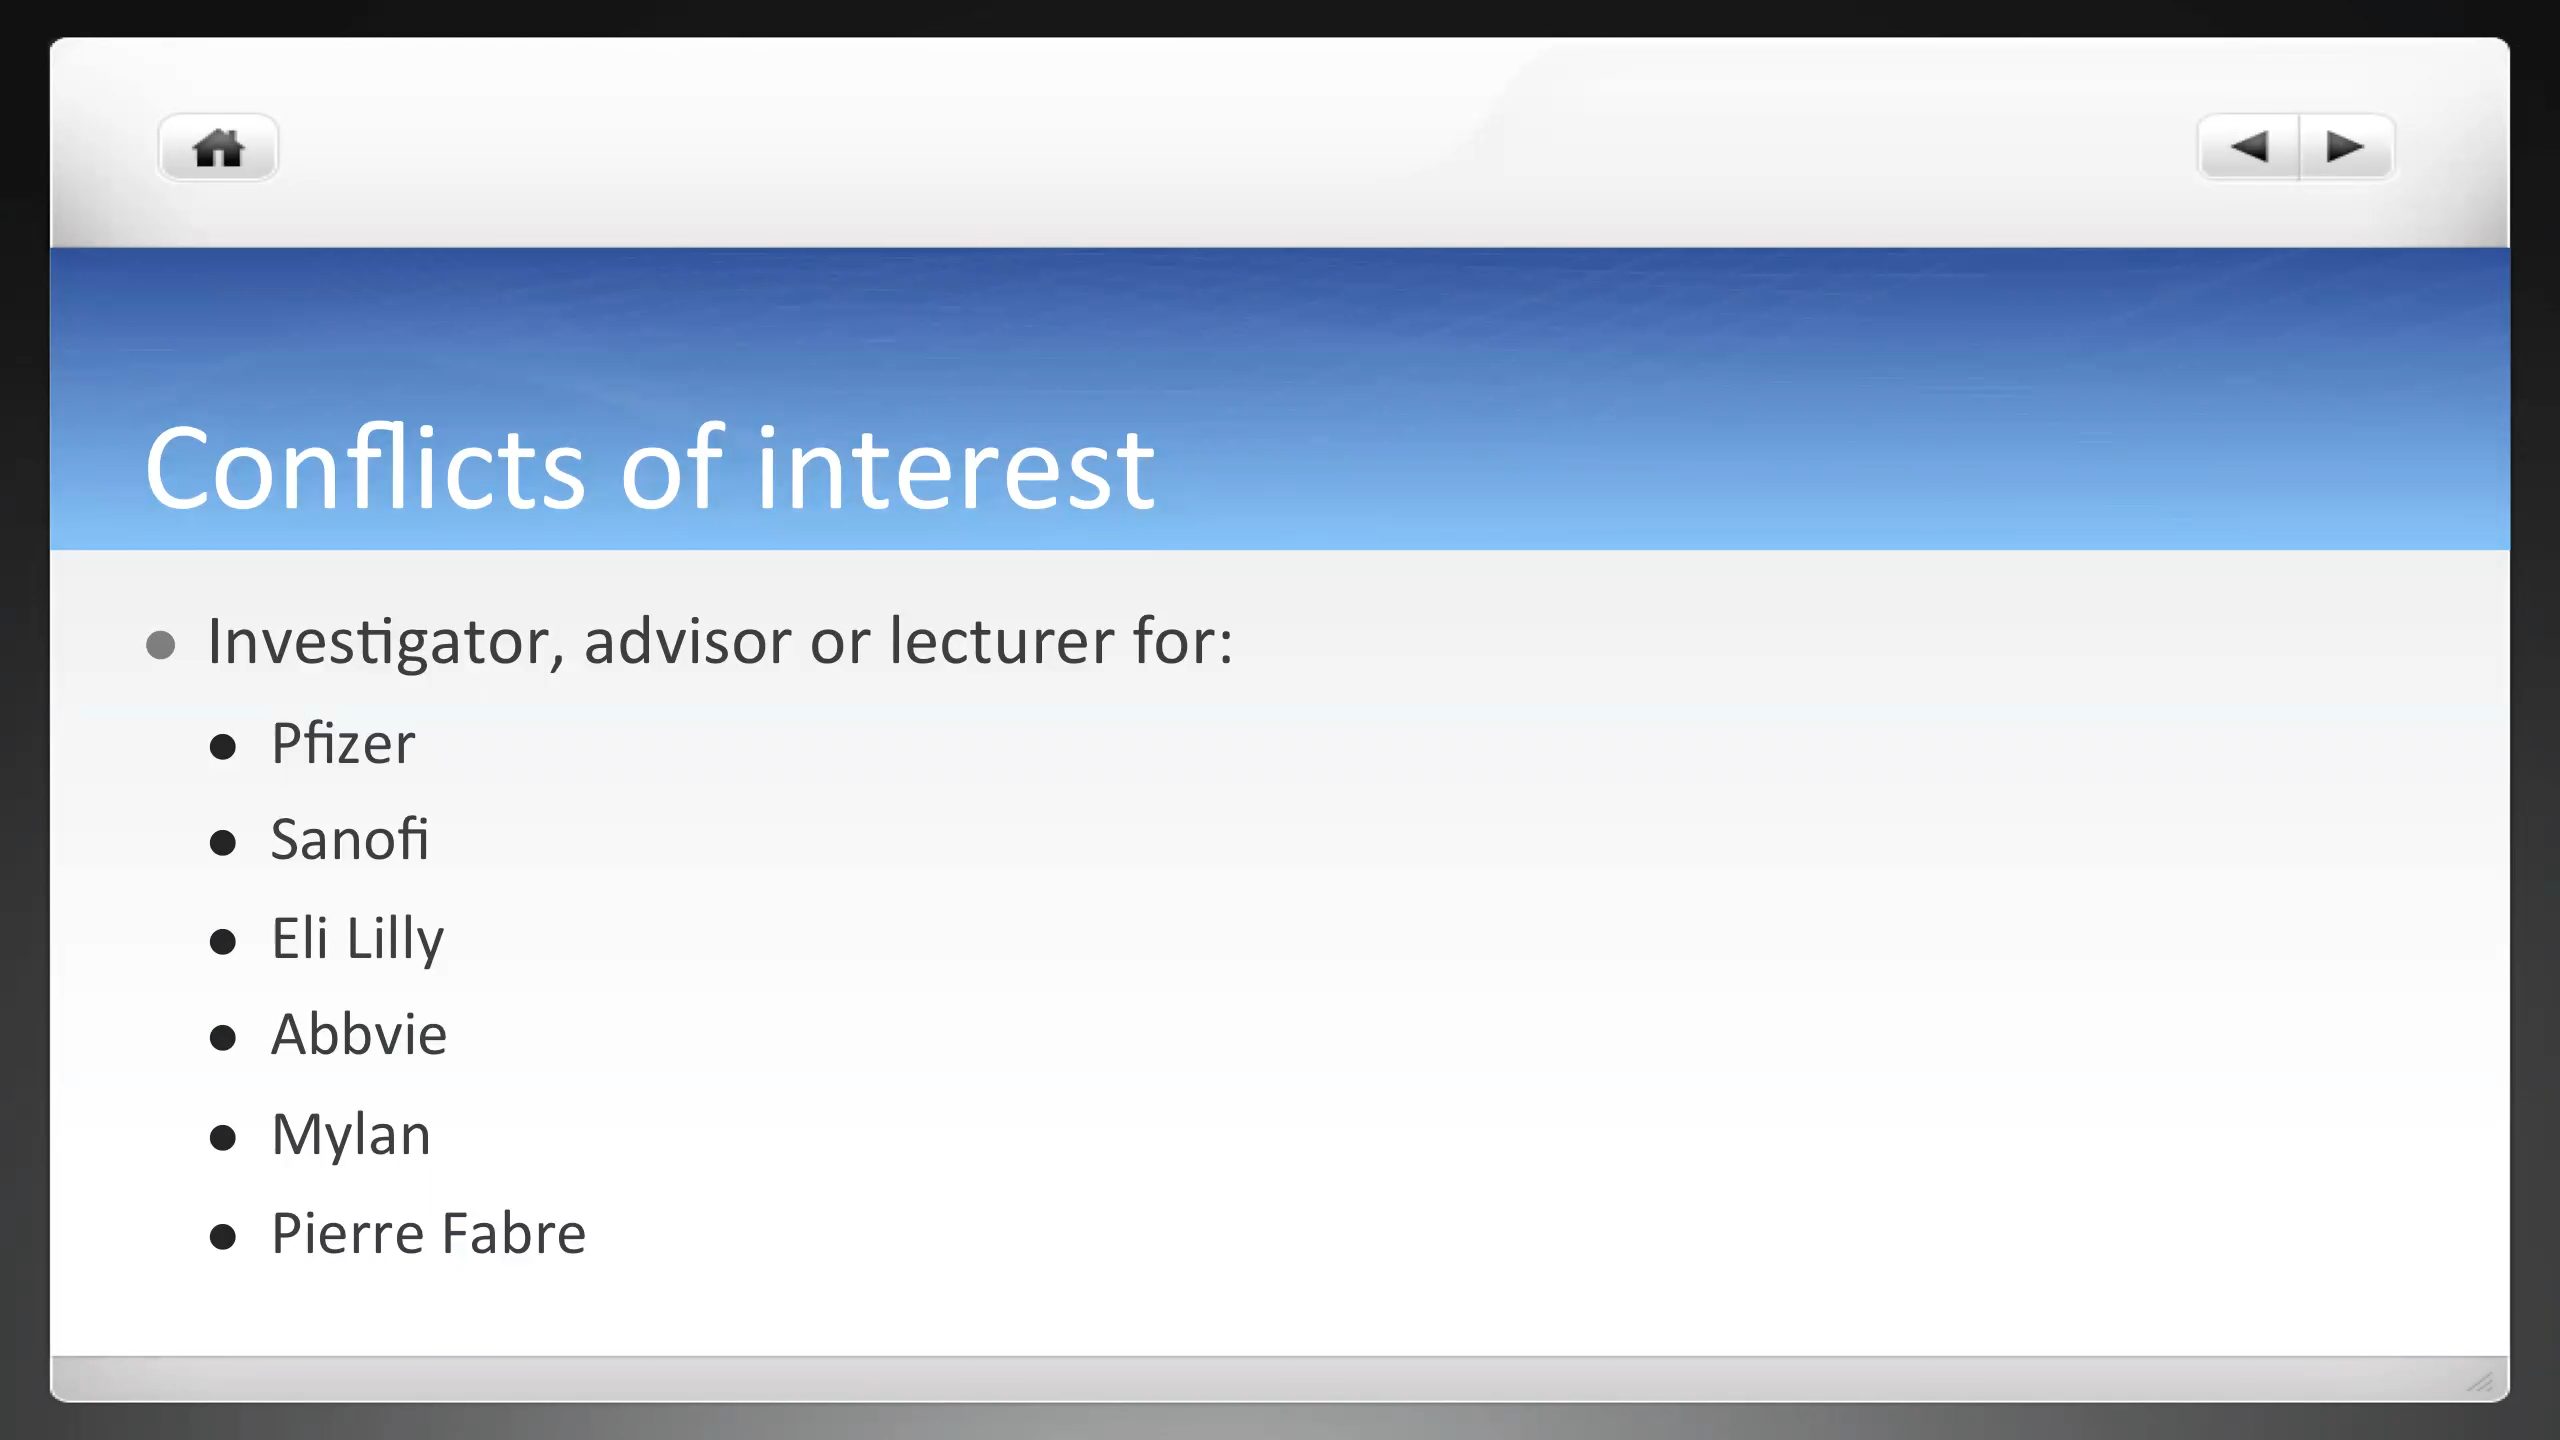 Conflicts of interest
Investigator, advisor or lecturer for:
Pfizer
Sanofi
Eli Lilly
Abbvie
Mylan
Pierre Fabre